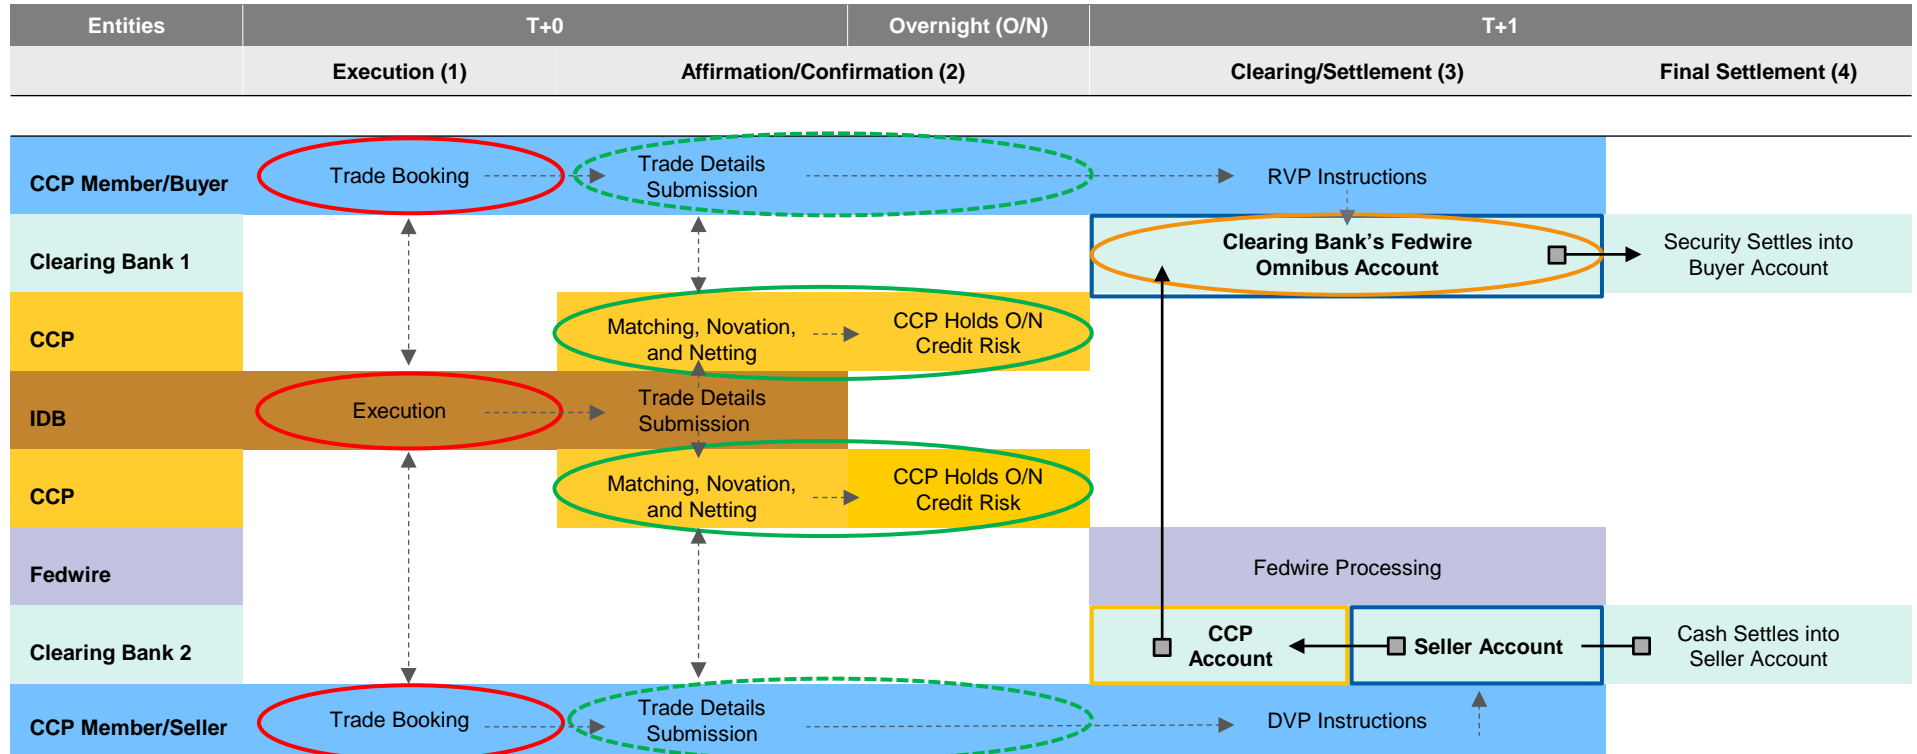 Entities T+0 Overnight (O/N) T+1
Execution (1) Affirmation/Confirmation (2) Clearing/Settlement (3) Final Settlement (4)
CCP Member/Buyer Trade Booking Trade Details
Submission RVP Instructions
Clearing Bank 1 Clearing Bank’s Fedwire
Omnibus Account Security Settles into
Buyer Account
CCP Matching, Novation,
and Netting CCP Holds O/N
Credit Risk
IDB Execution Trade Details
Submission
CCP Matching, Novation,
and Netting CCP Holds O/N
Credit Risk
Fedwire Fedwire Processing
Clearing Bank 2 CCP
Account Seller Account Cash Settles into
Seller Account
CCP Member/Seller Trade Booking Trade Details
Submission DVP Instructions